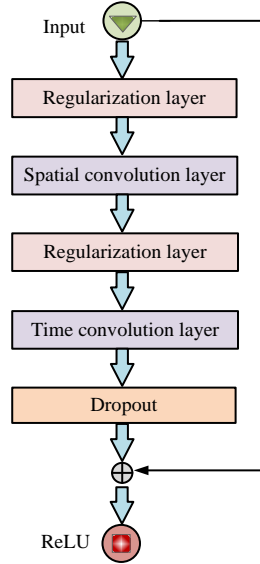 Input
Regularization layer
Spatial convolution layer
Regularization layer
Time convolution layer
Dropout
ReLU